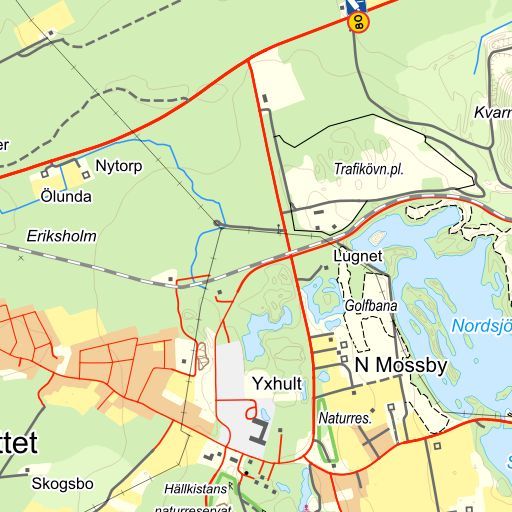 80
Kvarn
Trafikövn.pl.
er
Nytorp
Ölunda
Eriksholm
Lugnet
Golfbana
Nordsjö
N Mossby
Yxhult
Naturres.
ttet
Skogsbo
Hällkistans
naturreservat
S